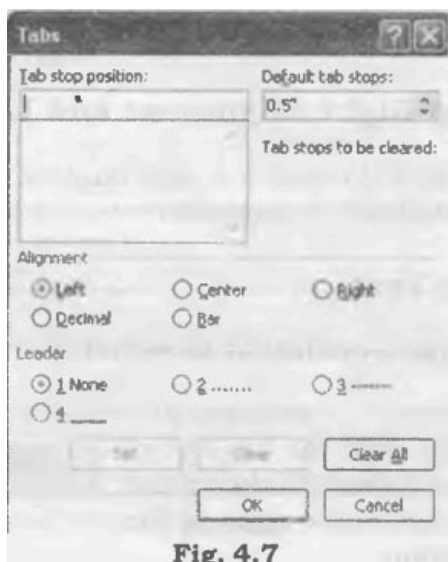 Tabs
Tab stop position: Default tab stops:
0.5"
Tab stops to be cleared:
Alignment
Left Center Right
Decimal Bar
Leader
1 None 2 ....... 3 -------
4 ___
Set Clear Clear All
OK Cancel
Fig. 4.7